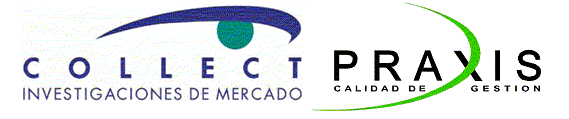 COLLECT
INVESTIGACIONES DE MERCADO
PRAXIS
CALIDAD DE GESTION